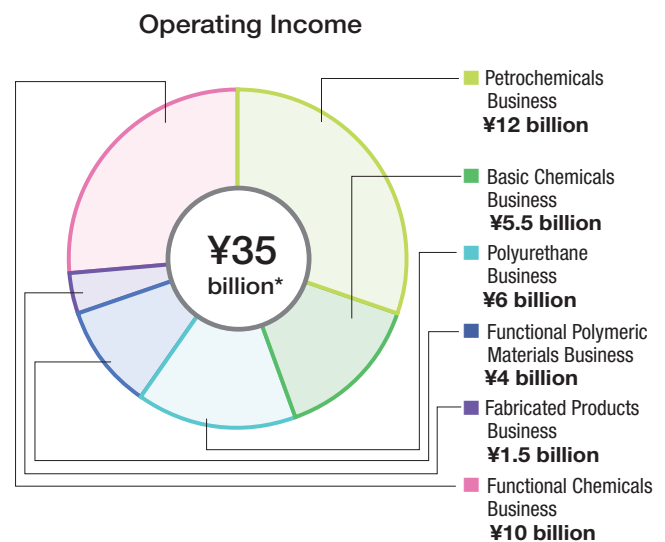 Operating Income
¥35
billion*
Petrochemicals
Business
¥12 billion
Basic Chemicals
Business
¥5.5 billion
Polyurethane
Business
¥6 billion
Functional Polymeric
Materials Business
¥4 billion
Fabricated Products
Business
¥1.5 billion
Functional Chemicals
Business
¥10 billion